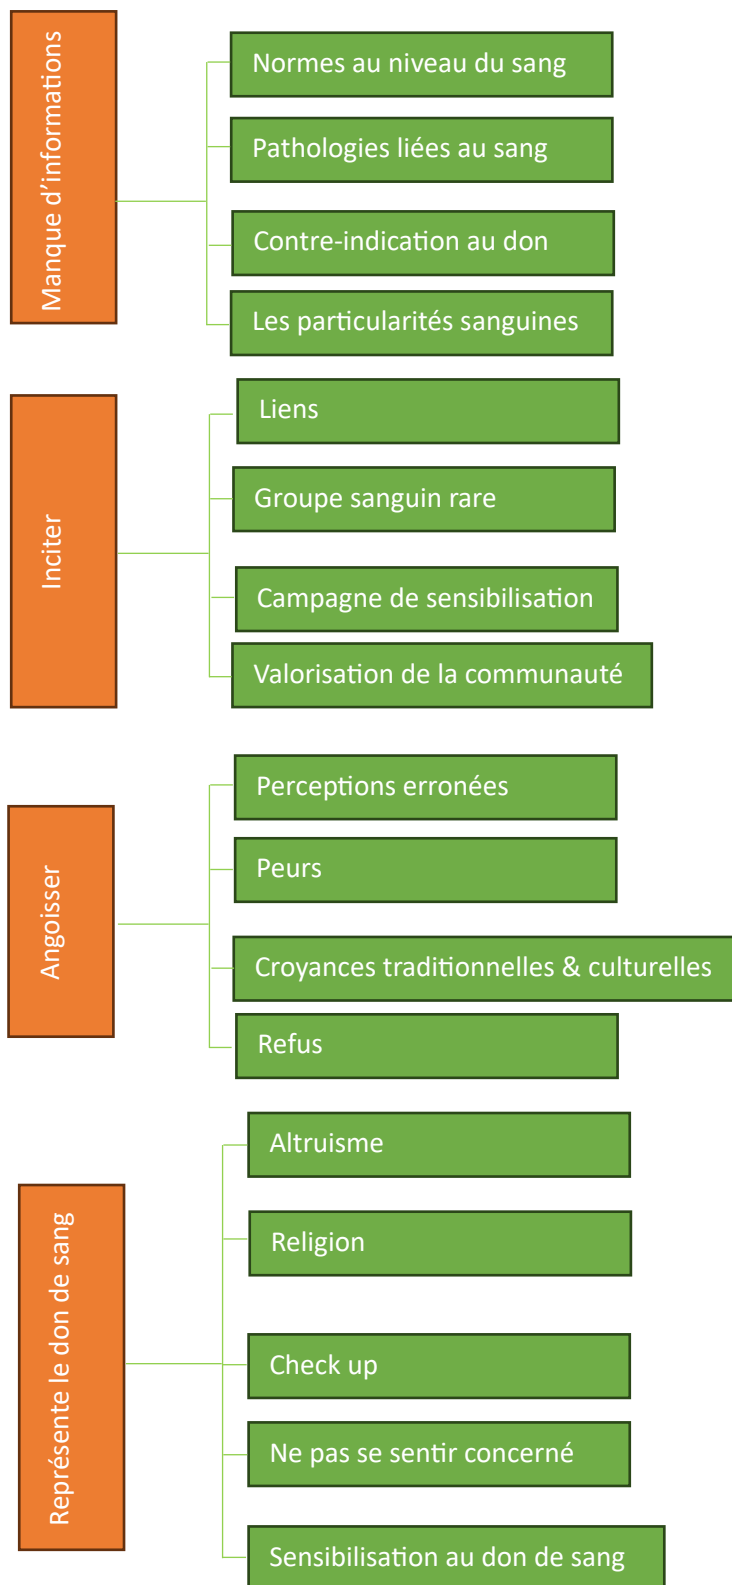 Manque d'informations
Normes au niveau du sang
Pathologies liées au sang
Contre-indication au don
Les particularités sanguines
Inciter
Liens
Groupe sanguin rare
Campagne de sensibilisation
Valorisation de la communauté
Angoisser
Perceptions erronées
Peurs
Croyances traditionnelles & culturelles
Refus
Représente le don de sang
Altruisme
Religion
Check up
Ne pas se sentir concerné
Sensibilisation au don de sang